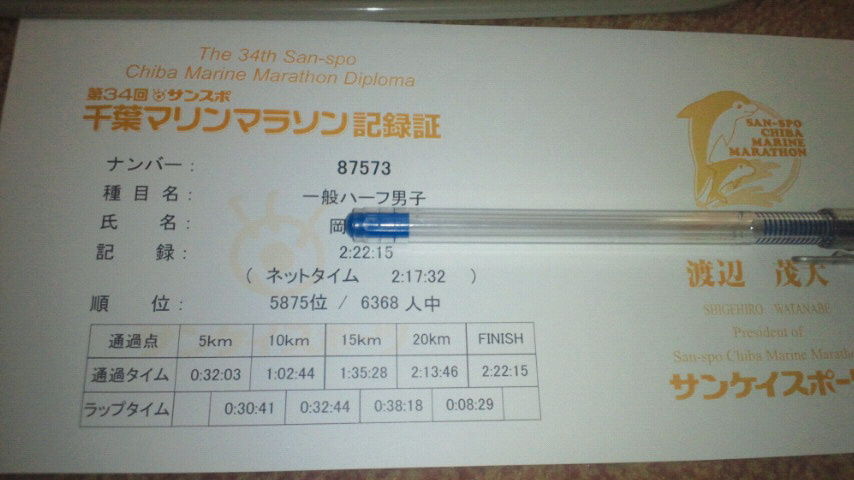 The 34th San-spo
Chiba Marine Marathon Diploma
第34回 サンスポ
千葉マリンマラソン記録証
ナンバー: 87573
種目名: 一般ハーフ男子
氏 名: 岡
記 録: 2:22:15
( ネットタイム 2:17:32 )
順 位: 5875位 / 6368人中
通過点 5km 10km 15km 20km FINISH
通過タイム 0:32:03 1:02:44 1:35:28 2:13:46 2:22:15
ラップタイム 0:30:41 0:32:44 0:38:18 0:08:29
SAN-SPO
CHIBA
MARINE
MARATHON
渡辺 茂大
SHIGEHIRO WATANABE
President of
San-spo Chiba Marine
サンケイスポー